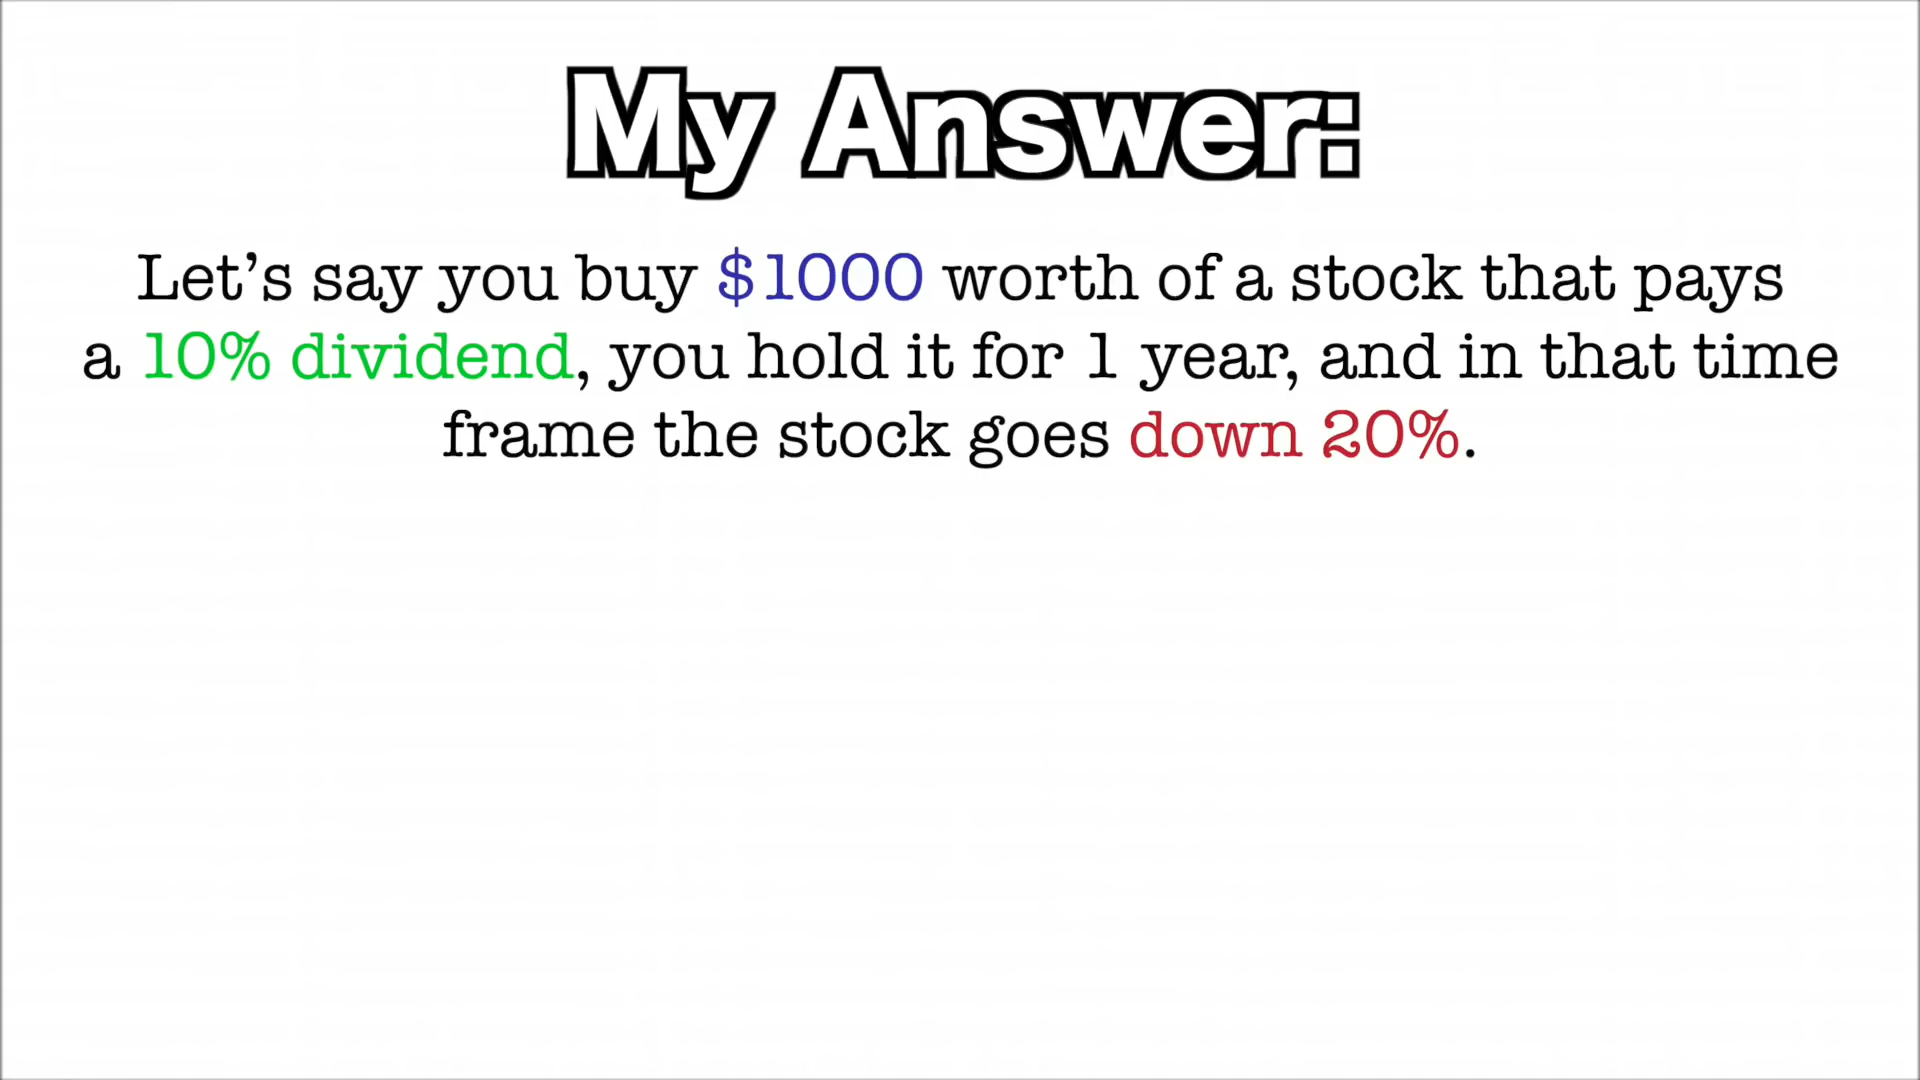 My Answer:
Let’s say you buy $1000 worth of a stock that pays
a 10% dividend, you hold it for 1 year, and in that time
frame the stock goes down 20%.